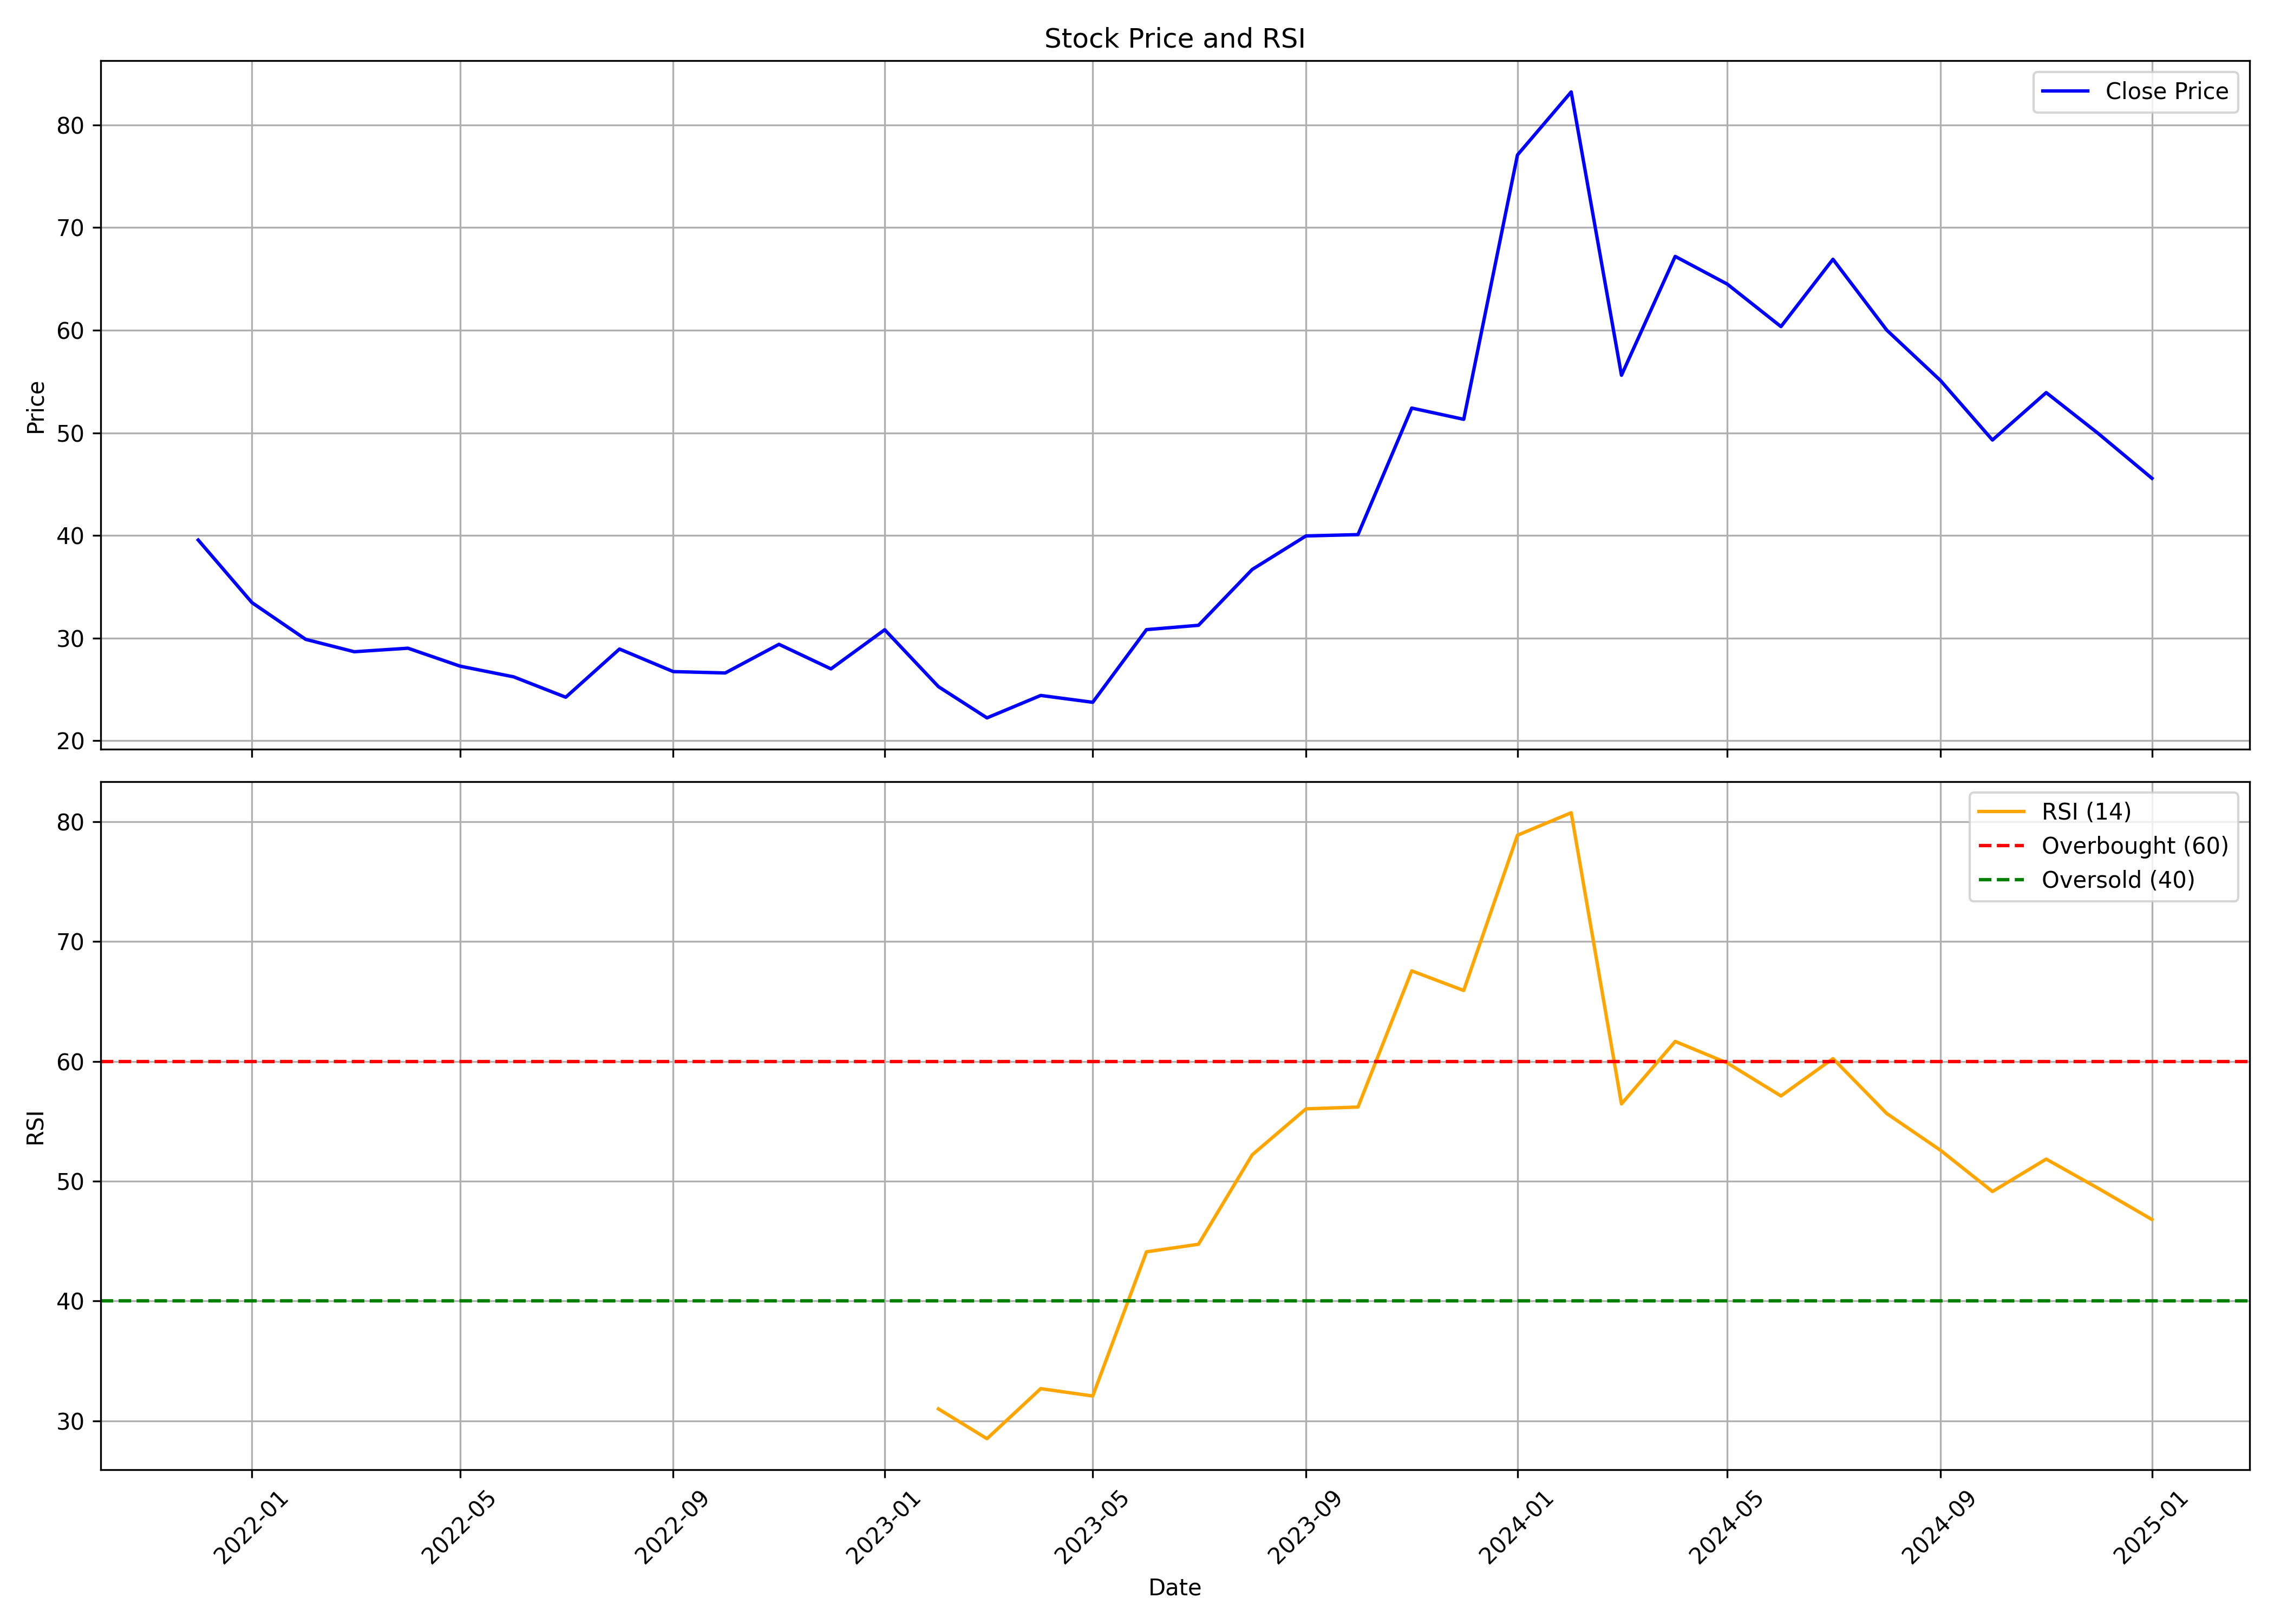 Stock Price and RSI
Close Price
80
70
60
50
40
30
20
Price
RSI (14)
Overbought (60)
Oversold (40)
80
70
60
50
40
30
RSI
2022-01
2022-05
2022-09
2023-01
2023-05
2023-09
2024-01
2024-05
2024-09
2025-01
Date